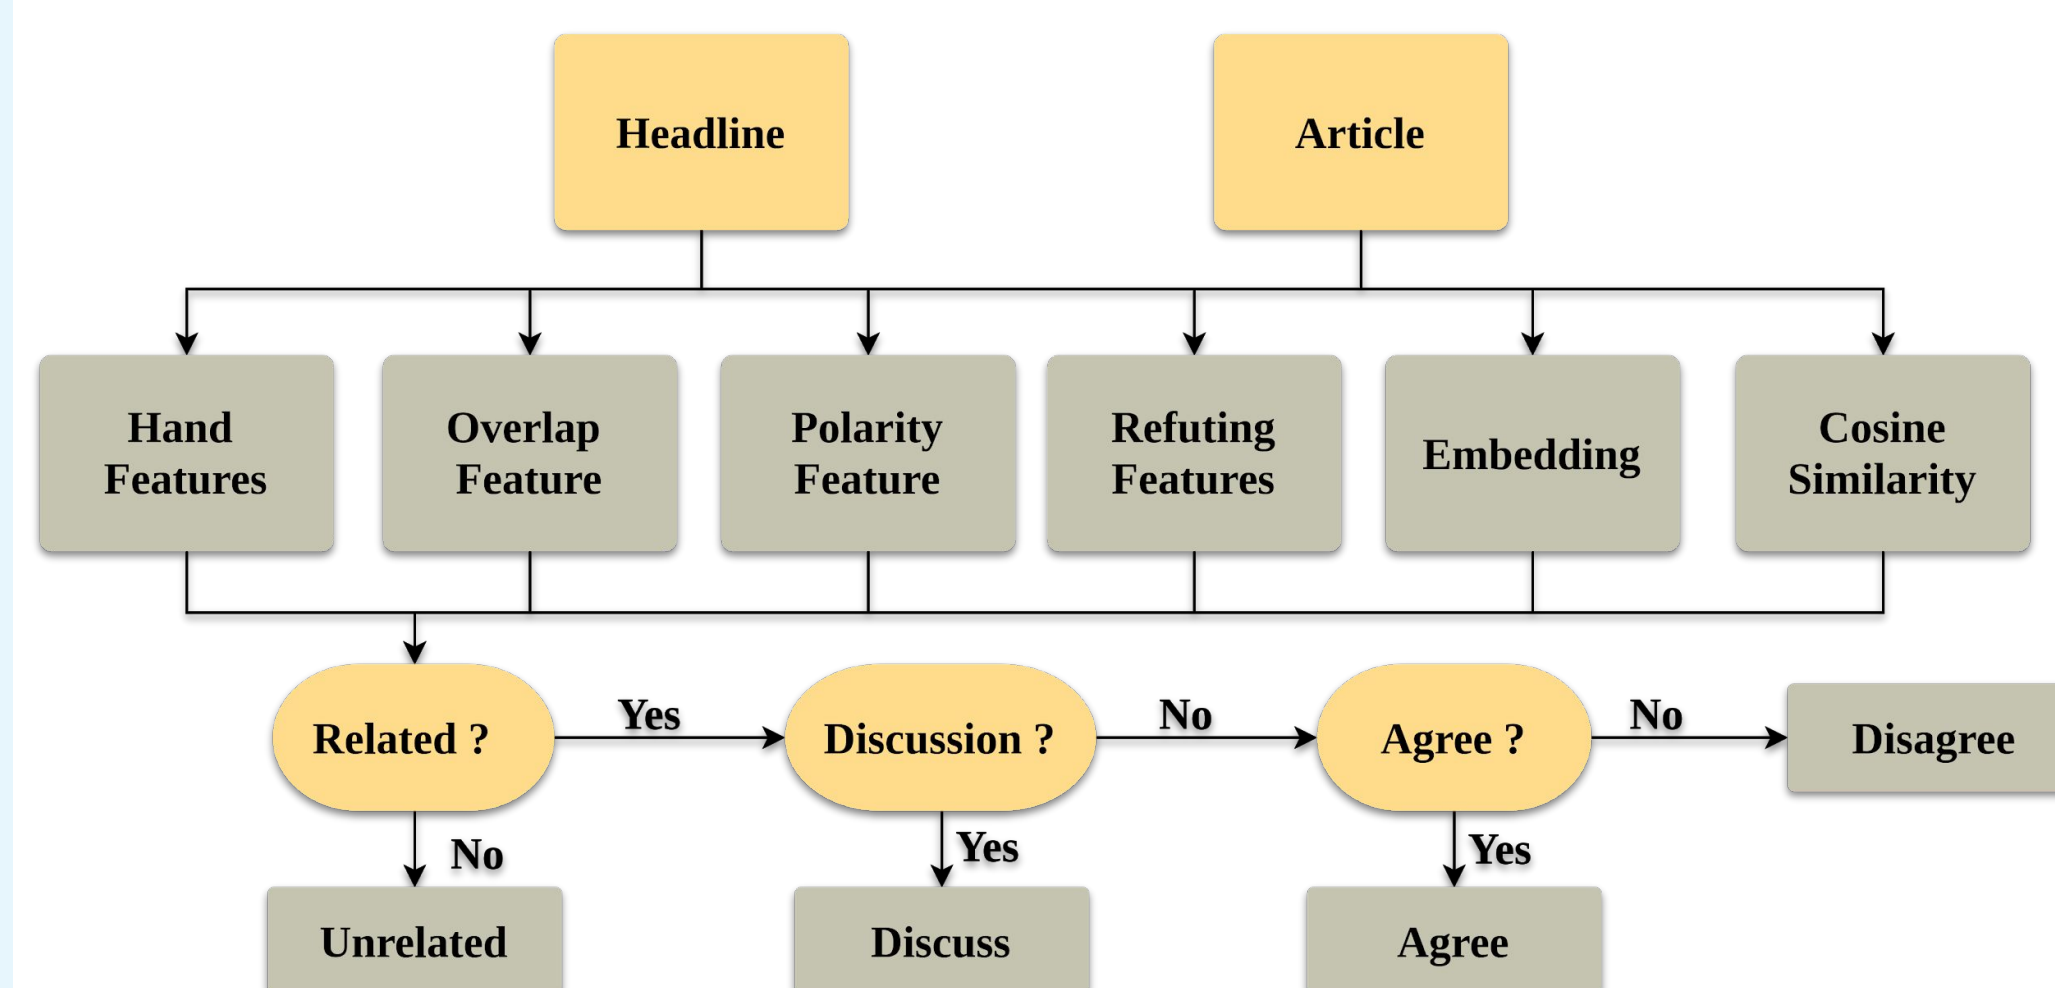 Headline
Article
Hand
Features
Overlap
Feature
Polarity
Feature
Refuting
Features
Embedding
Cosine
Similarity
Related ?
Yes
Discussion ?
No
Agree ?
No
Disagree
No
Yes
Yes
Unrelated
Discuss
Agree